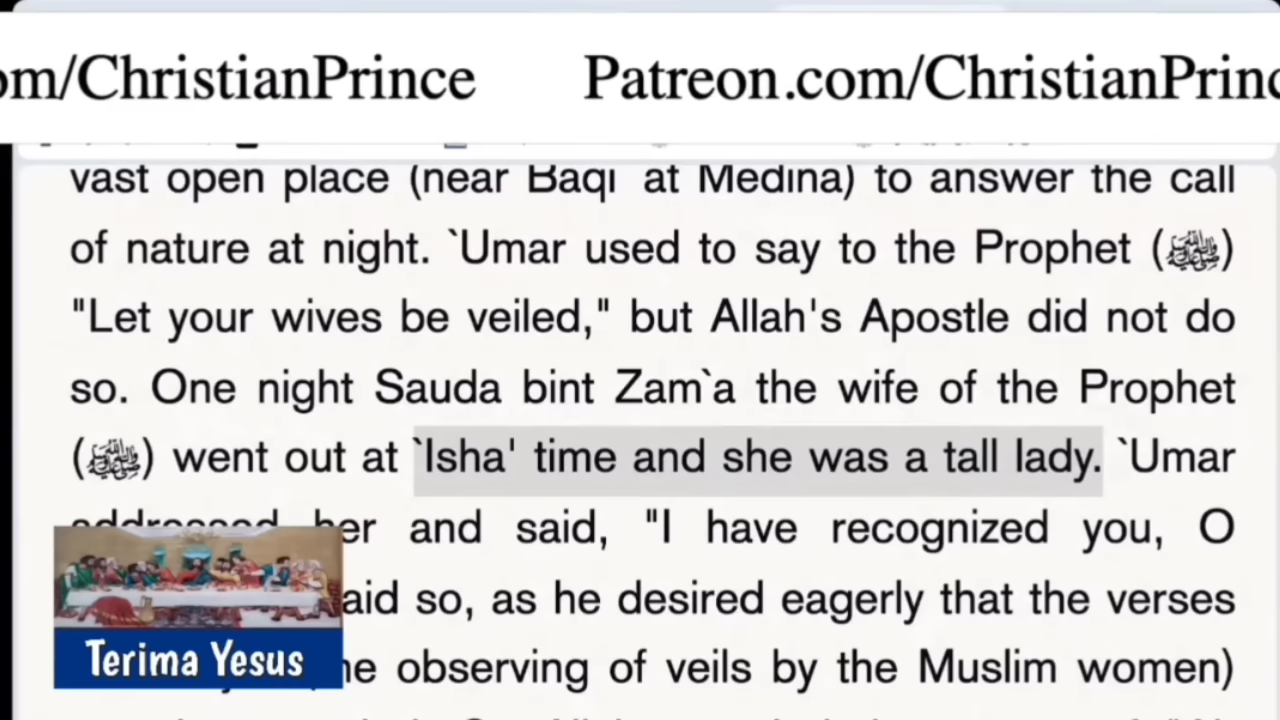 om/ChristianPrince Patreon.com/ChristianPrinc
vast open place (near Baqi at Medina) to answer the call
of nature at night. `Umar used to say to the Prophet (ﷺ)
"Let your wives be veiled," but Allah's Apostle did not do
so. One night Sauda bint Zam`a the wife of the Prophet
(ﷺ) went out at `Isha' time and she was a tall lady. `Umar
addressed her and said, "I have recognized you, O
aid so, as he desired eagerly that the verses
he observing of veils by the Muslim women)
Terima Yesus